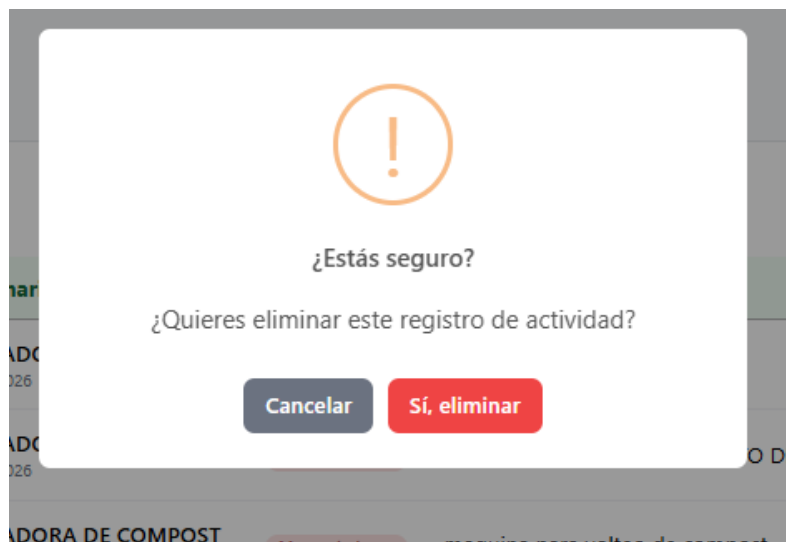 ¿Estás seguro?
¿Quieres eliminar este registro de actividad?
Cancelar
Sí, eliminar
ADORA DE COMPOST